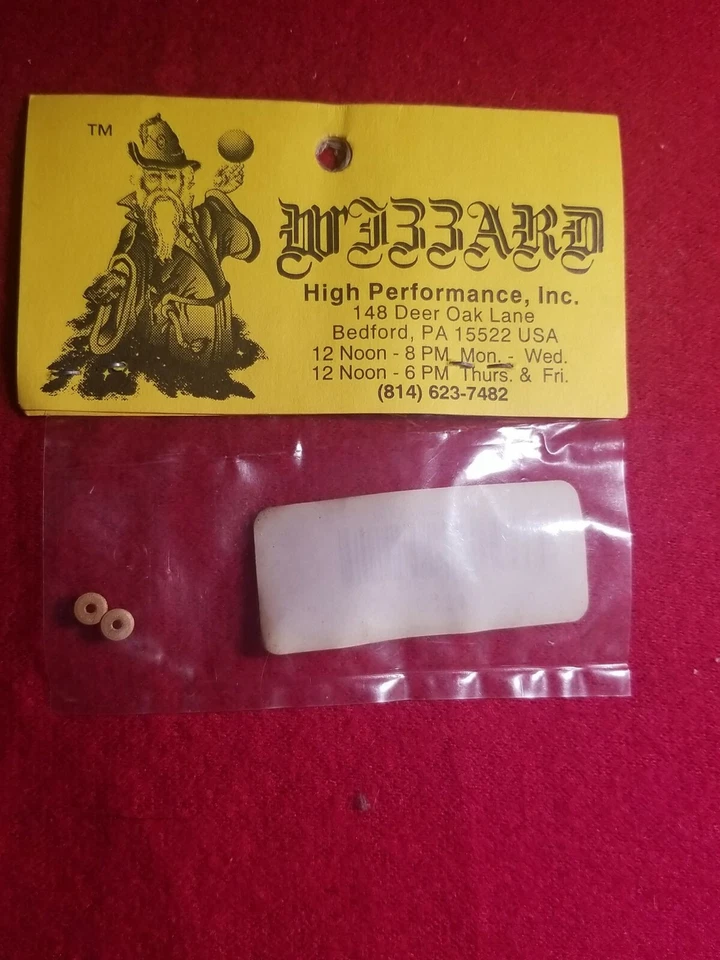 TM
WIZZARD
High Performance, Inc.
148 Deer Oak Lane
Bedford, PA 15522 USA
12 Noon - 8 PM Mon. - Wed.
12 Noon - 6 PM Thurs. & Fri.
(814) 623-7482